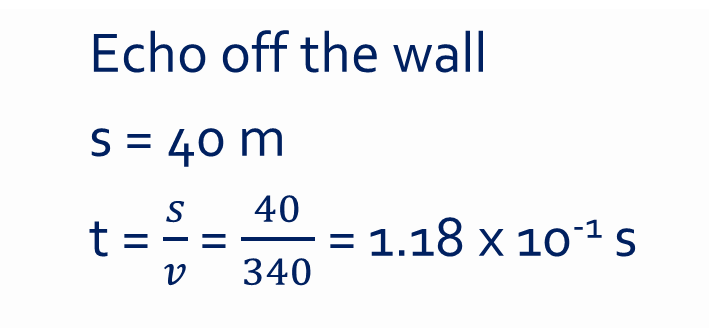 Echo off the wall
s = 40 m
t = s/v = 40/340 = 1.18 x 10⁻¹ s